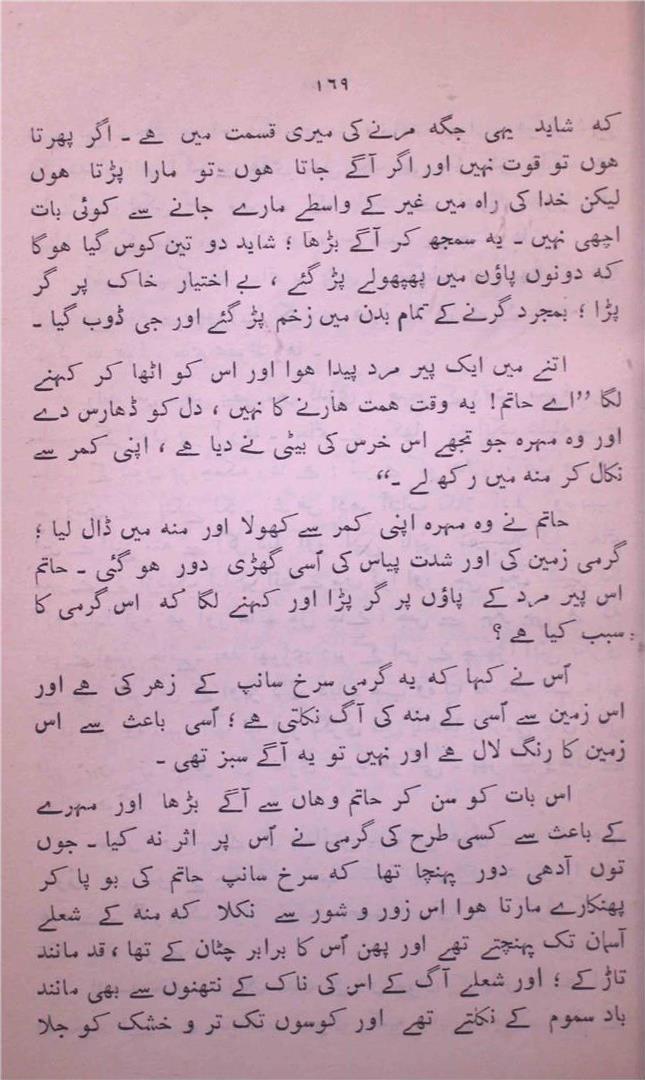 ۱۶۹
کہ شاید یہی جگہ مرنے کی میری قسمت میں ہے ۔ اگر پھرتا
ہوں تو قوت نہیں اور اگر آگے جاتا ہوں تو مارا پڑتا ہوں
لیکن خدا کی راہ میں غیر کے واسطے مارے جانے سے کوئی بات
اچھی نہیں ۔ یہ سمجھ کر آگے بڑھا ؛ شاید دو تین کوس گیا ہوگا
کہ دونوں پاؤں میں پھپھولے پڑ گئے ، بے اختیار خاک پر گر
پڑا ؛ بمجرد گرنے کے تمام بدن میں زخم پڑ گئے اور جی ڈوب گیا ۔
اتنے میں ایک پیر مرد پیدا ہوا اور اس کو اٹھا کر کہنے
لگا ”اے حاتم! یہ وقت ہمت ہارنے کا نہیں ، دل کو ڈھارس دے
اور وہ مہرہ جو تجھے اس خرس کی بیٹی نے دیا ہے ، اپنی کمر سے
نکال کر منہ میں رکھ لے ۔“
حاتم نے وہ مہرہ اپنی کمر سے کھولا اور منہ میں ڈال لیا ؛
گرمی زمین کی اور شدت پیاس کی اُسی گھڑی دور ہو گئی ۔ حاتم
اس پیر مرد کے پاؤں پر گر پڑا اور کہنے لگا کہ اس گرمی کا
سبب کیا ہے ؟
اُس نے کہا کہ یہ گرمی سرخ سانپ کے زہر کی ہے اور
اس زمین سے اُسی کے منہ کی آگ نکلتی ہے ؛ اُسی باعث سے اس
زمین کا رنگ لال ہے اور نہیں تو یہ آگے سبز تھی ۔
اس بات کو سن کر حاتم وہاں سے آگے بڑھا اور مہرے
کے باعث سے کسی طرح کی گرمی نے اُس پر اثر نہ کیا ۔ جوں
توں آدھی دور پہنچا تھا کہ سرخ سانپ حاتم کی بو پا کر
پھنکارے مارتا ہوا اس زور و شور سے نکلا کہ منہ کے شعلے
آسمان تک پہنچتے تھے اور پھن اُس کا برابر چٹان کے تھا ، قد مانند
تاڑ کے ؛ اور شعلے آگ کے اس کی ناک کے نتھنوں سے بھی مانند
باد سموم کے نکلتے تھے اور کوسوں تک تر و خشک کو جلا